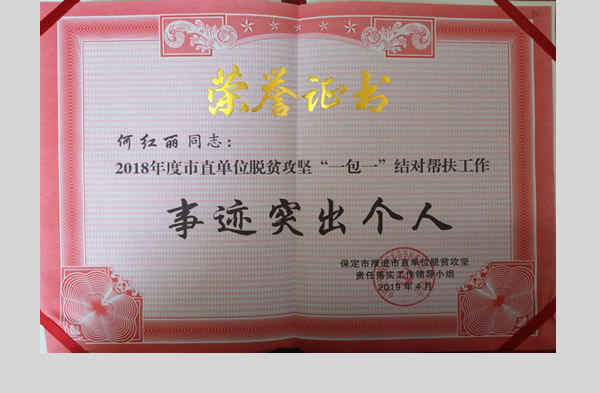 荣誉证书
何红丽同志：
2018年度市直单位脱贫攻坚“一包一”结对帮扶工作
事迹突出个人
保定市推进市直单位脱贫攻坚
责任落实工作领导小组
2019年4月